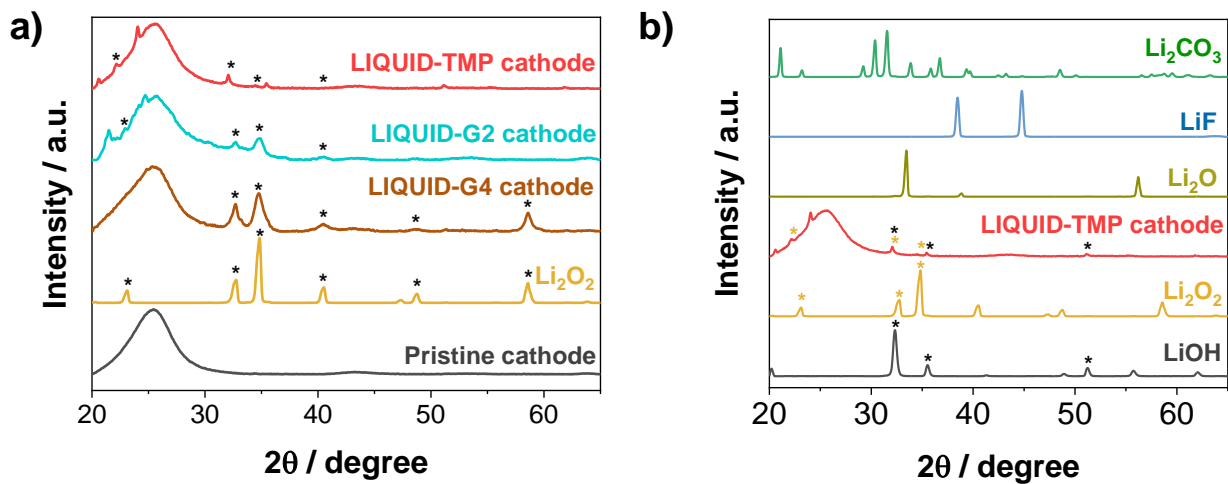 a)
LIQUID-TMP cathode
*
*
*
*
LIQUID-G2 cathode
*
*
*
*
LIQUID-G4 cathode
*
*
*
*
*
Li₂O₂
*
*
*
*
*
*
Pristine cathode
Intensity / a.u.
20 30 40 50 60
2θ / degree
b)
Li₂CO₃
LiF
Li₂O
LIQUID-TMP cathode
*
*
*
*
*
*
Li₂O₂
*
*
*
LiOH
*
*
*
Intensity / a.u.
20 30 40 50 60
2θ / degree